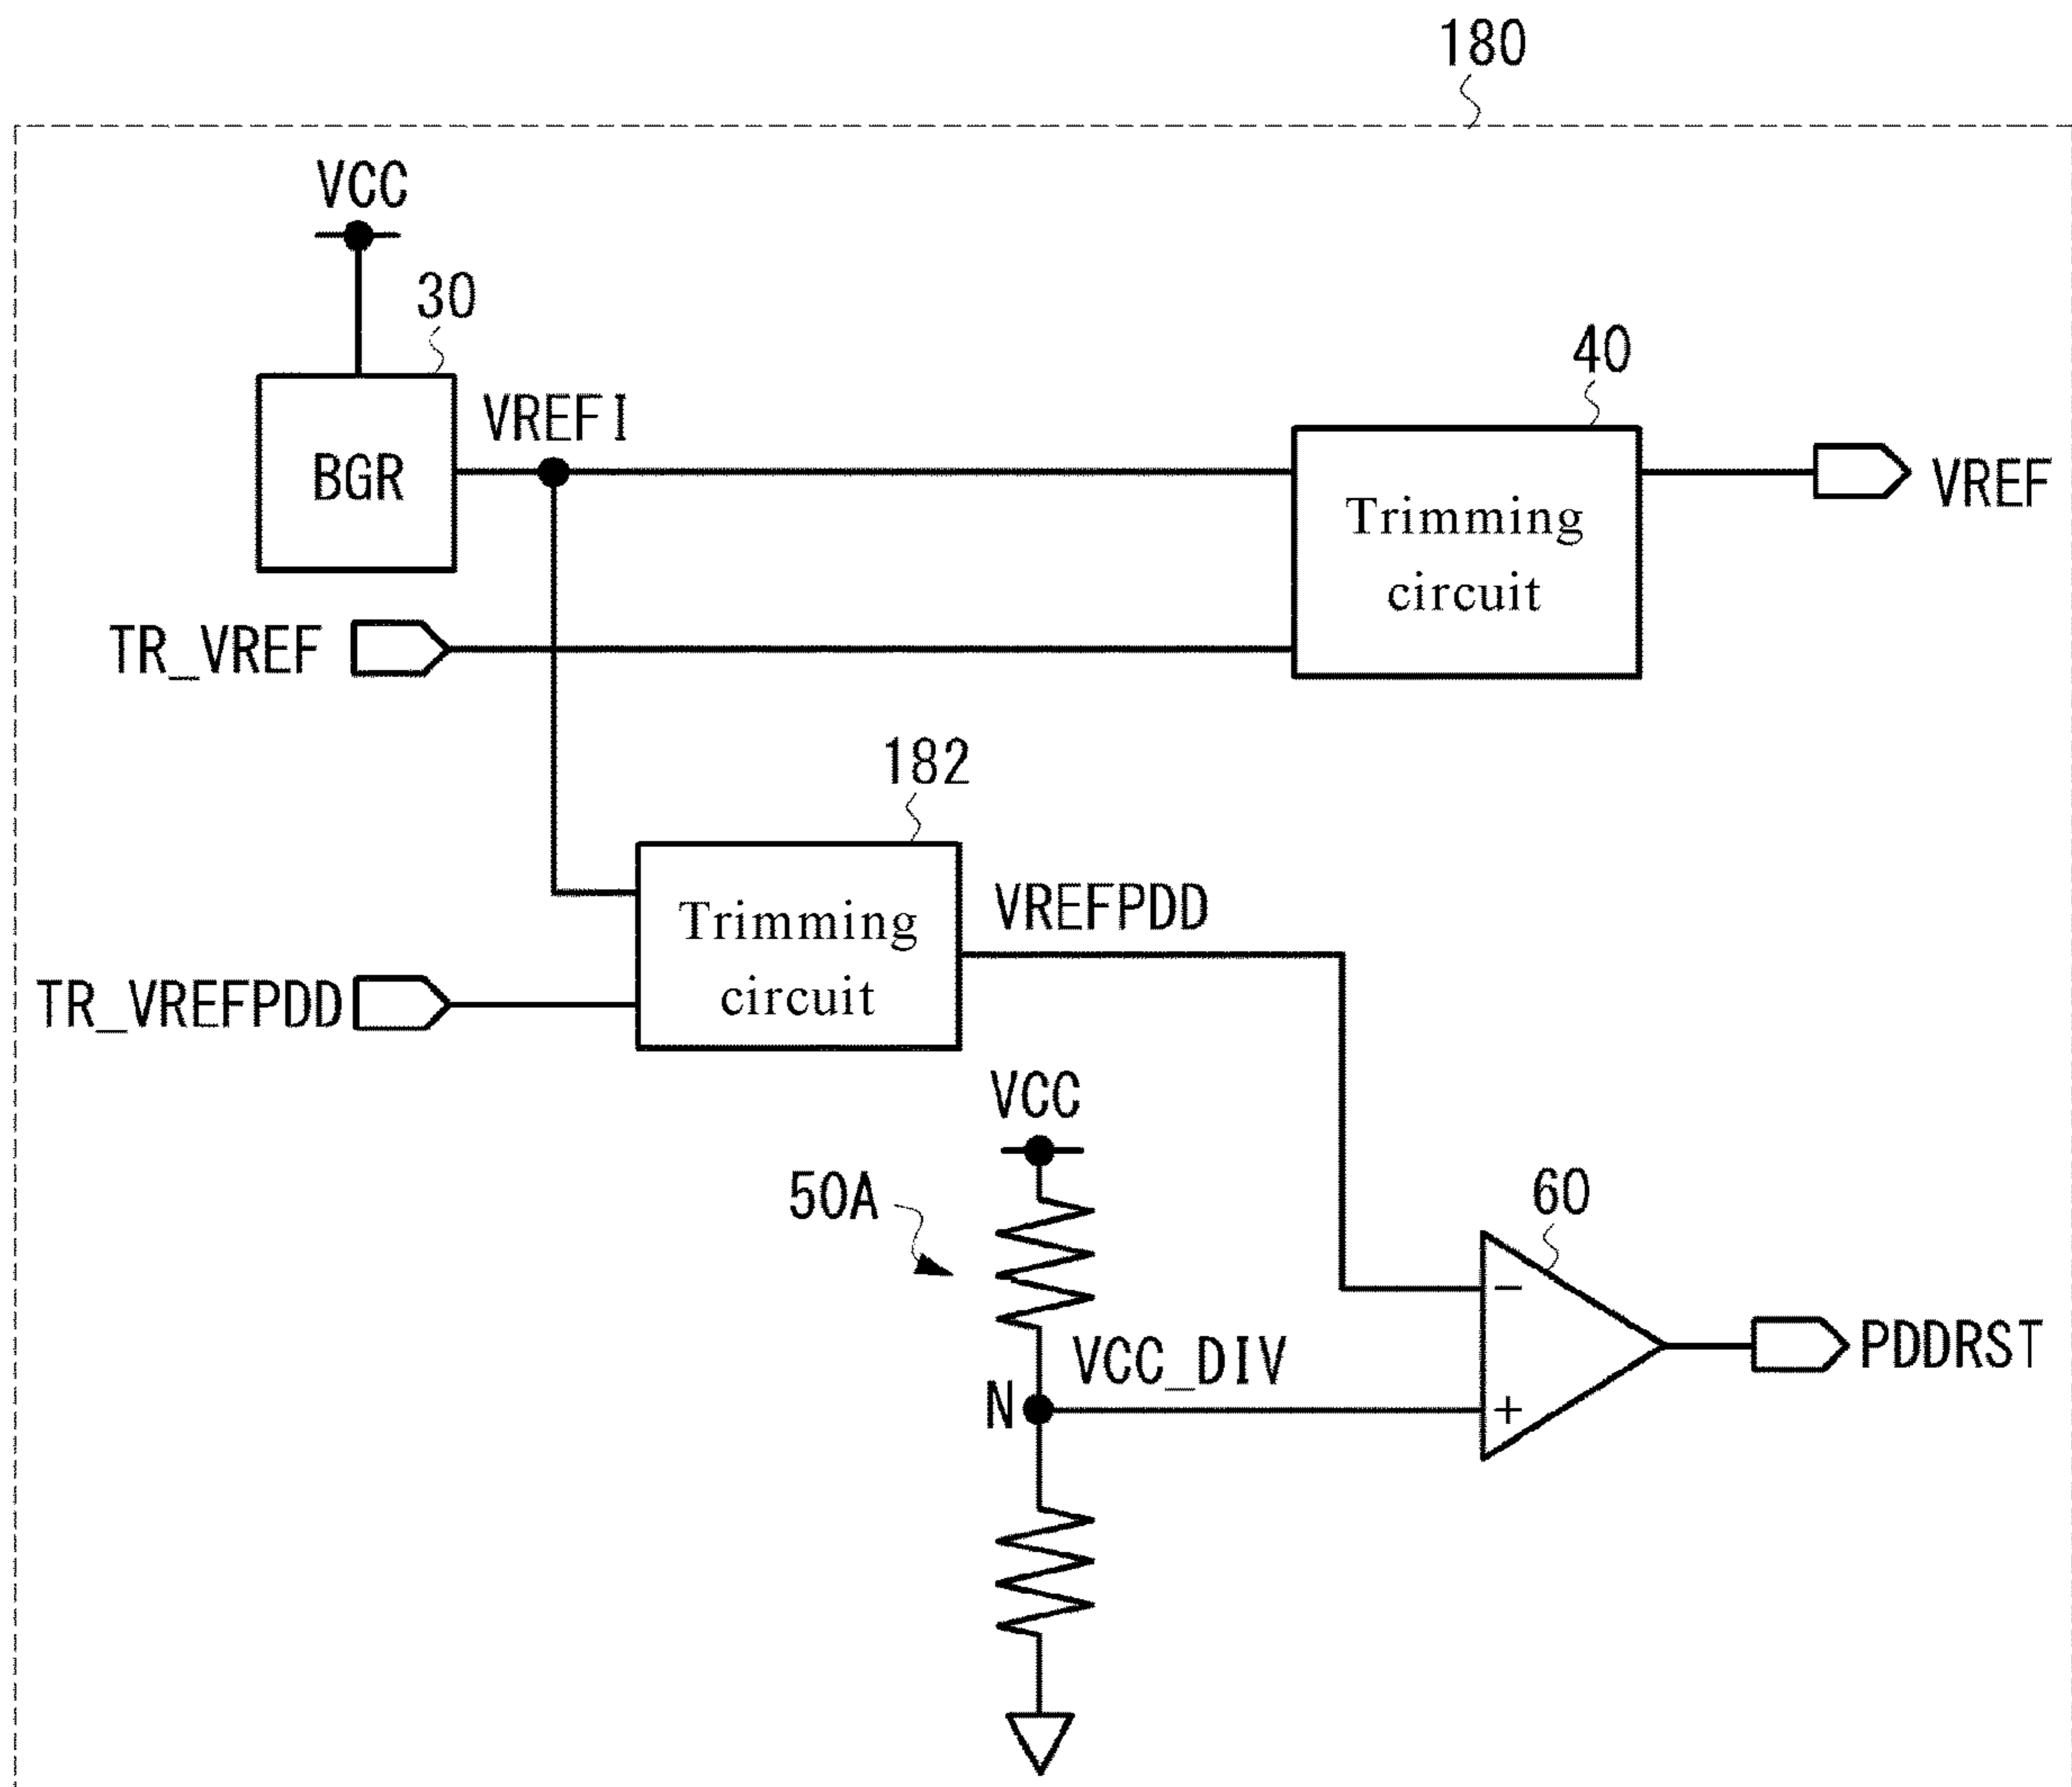 180
VCC
30
40
VREFI
BGR
Trimming
circuit
VREF
TR_VREF
182
Trimming
circuit
VREFPDD
TR_VREFPDD
VCC
50A
60
-
VCC_DIV
PDDRST
N
+